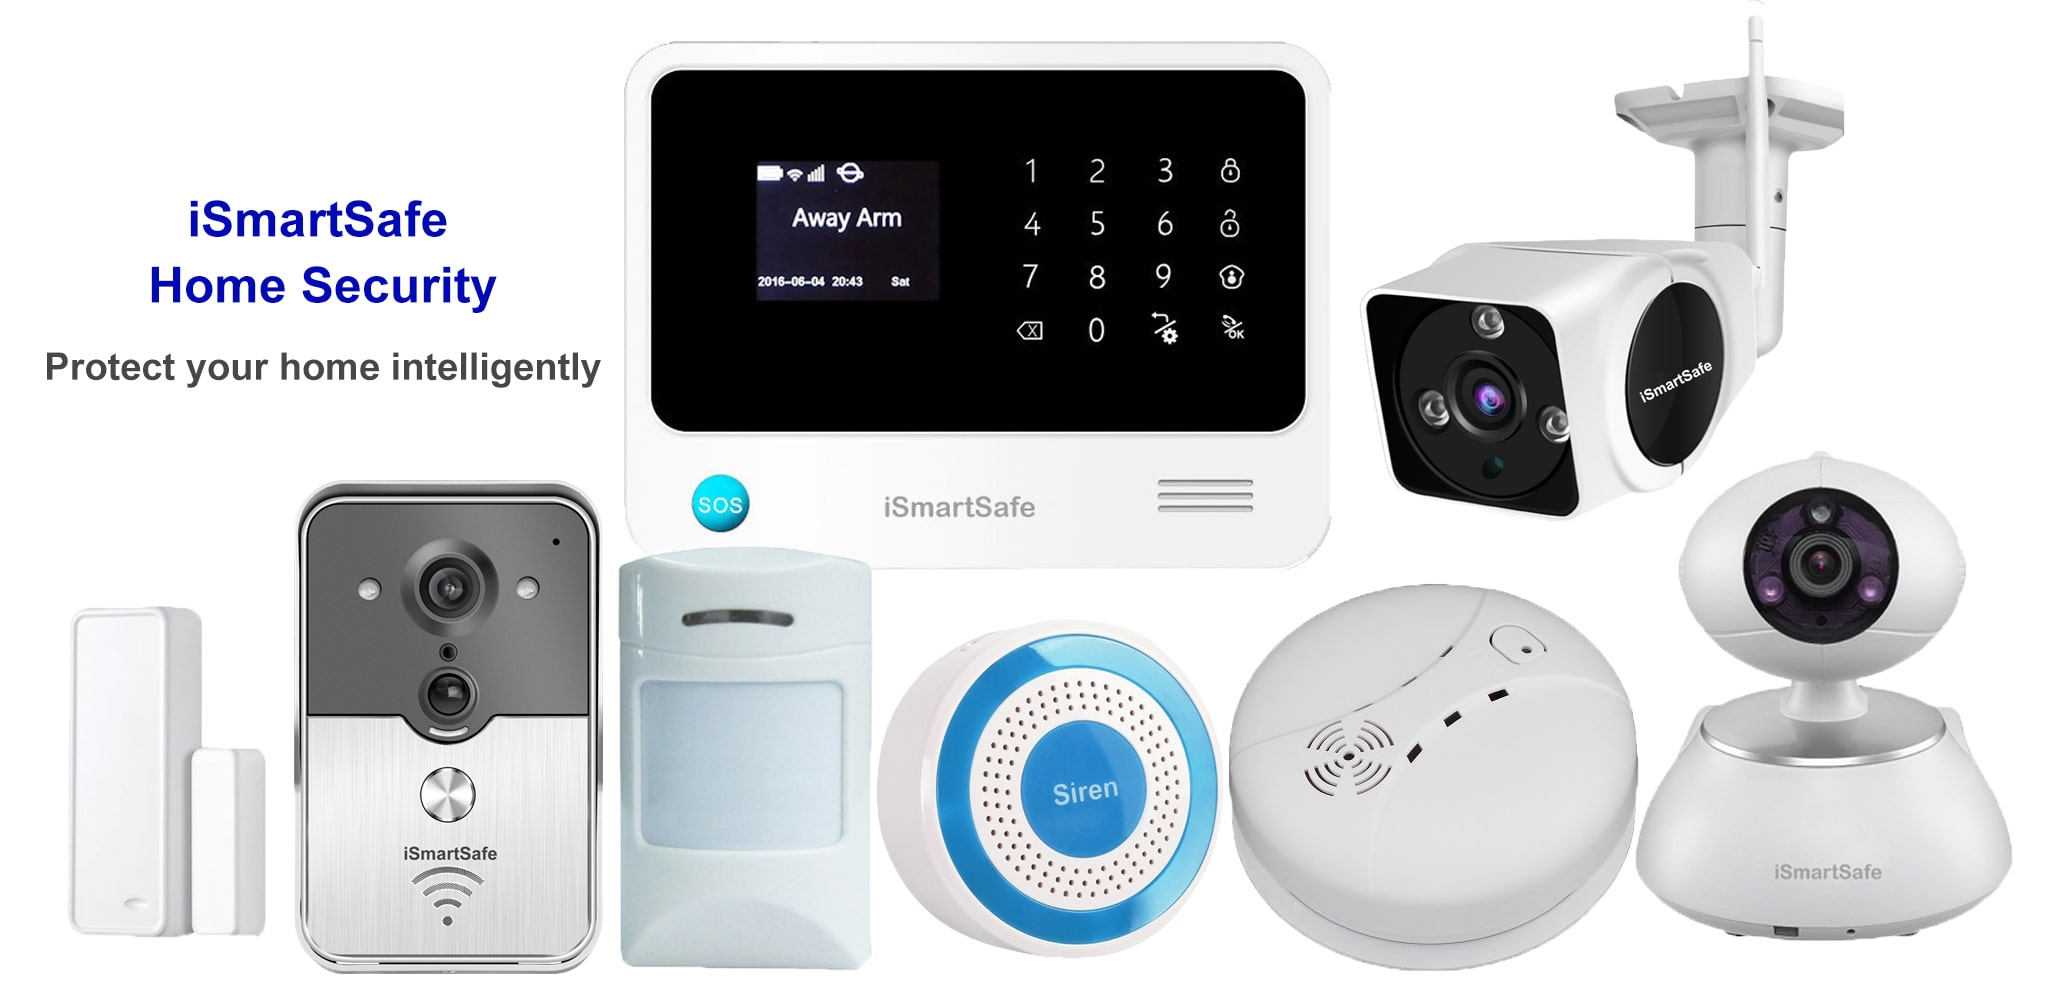 iSmartSafe
Home Security
Protect your home intelligently
Away Arm
2016-06-04 20:43 Sat
1 2 3
4 5 6
7 8 9
0
OK
SOS
iSmartSafe
iSmartSafe
iSmartSafe
Siren
iSmartSafe